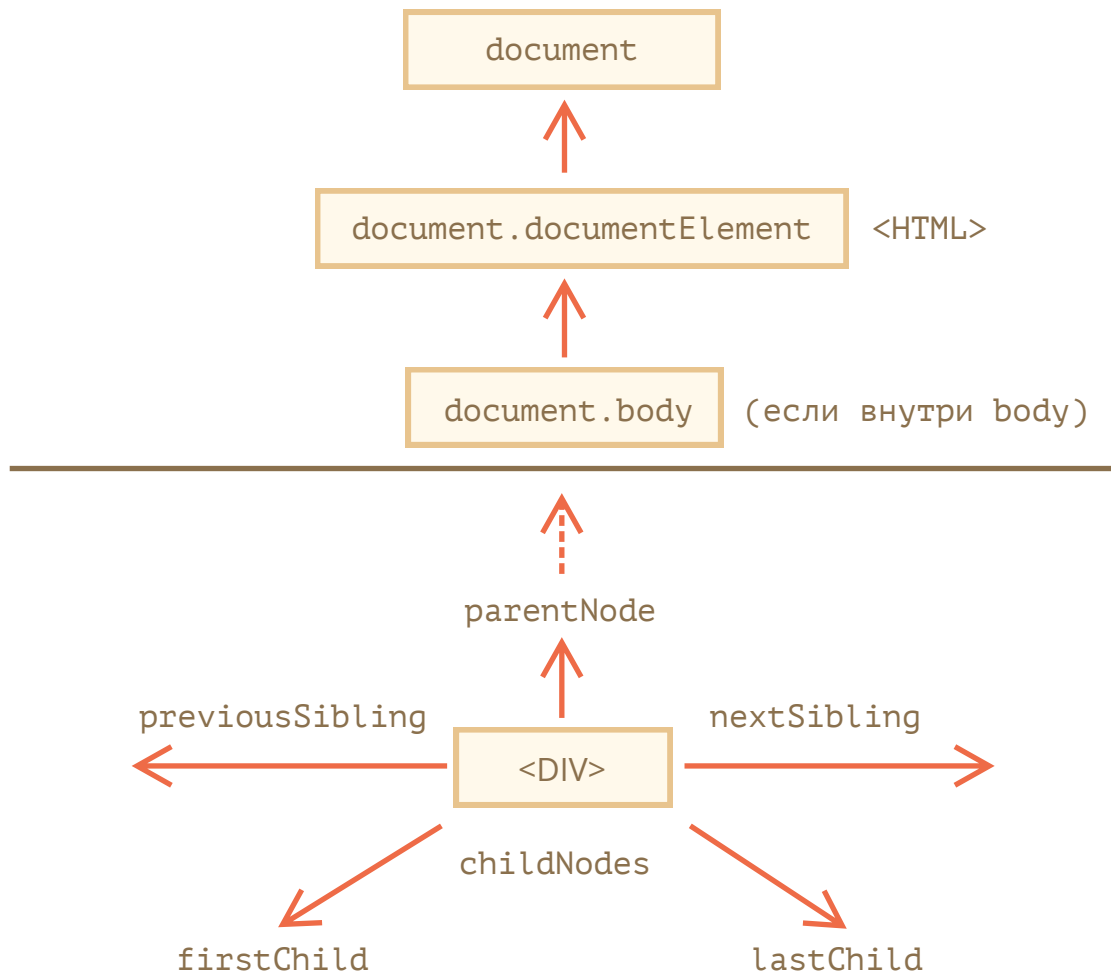 document
document.documentElement <HTML>
document.body (если внутри body)
parentNode
previousSibling nextSibling
<DIV>
childNodes
firstChild lastChild